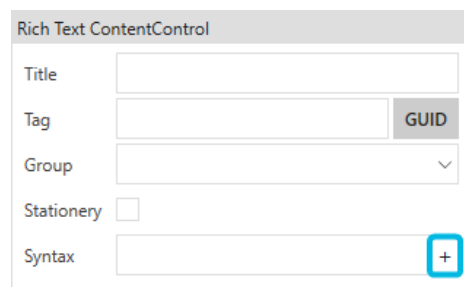 Rich Text ContentControl
Title
Tag GUID
Group
Stationery
Syntax +